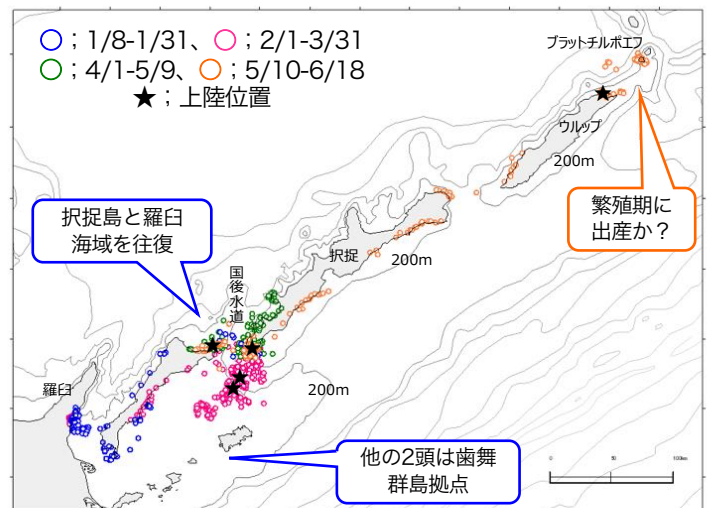 ○；1/8-1/31、○；2/1-3/31
○；4/1-5/9、○；5/10-6/18
★；上陸位置
ブラットチルポエフ
ウルップ
200m
繁殖期に
出産か？
択捉島と羅臼
海域を往復
国後水道
択捉
200m
羅臼
200m
他の2頭は歯舞
群島拠点
0 50 100km